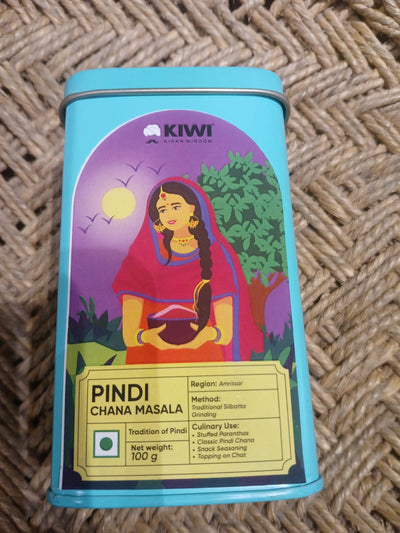 KIWI
KIRAN WINDOW
PINDI
CHANA MASALA
Tradition of Pindi
Net weight:
100 g
Region: Amritsar
Method:
Traditional Silbatta
Grinding
Culinary Use:
• Stuffed Paranthas
• Classic Pindi Chana
• Snack Seasoning
• Topping on Chat